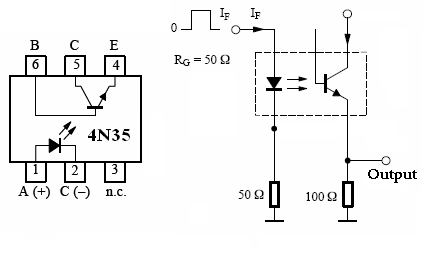 B C E
6 5 4
4N35
1 2 3
A (+) C (–) n.c.
0 I_F I_F
R_G = 50 Ω
Output
50 Ω 100 Ω